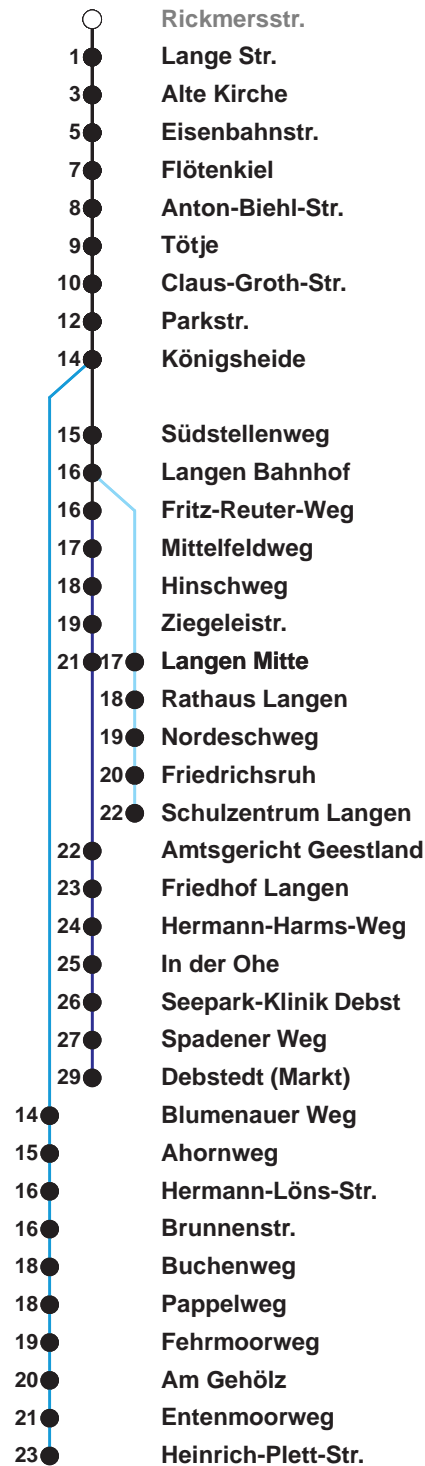 Rickmersstr.
1 Lange Str.
3 Alte Kirche
5 Eisenbahnstr.
7 Flötenkiel
8 Anton-Biehl-Str.
9 Tötje
10 Claus-Groth-Str.
12 Parkstr.
14 Königsheide
15 Südstellenweg
16 Langen Bahnhof
16 Fritz-Reuter-Weg
17 Mittelfeldweg
18 Hinschweg
19 Ziegeleistr.
21 17 Langen Mitte
18 Rathaus Langen
19 Nordeschweg
20 Friedrichsruh
22 Schulzentrum Langen
22 Amtsgericht Geestland
23 Friedhof Langen
24 Hermann-Harms-Weg
25 In der Ohe
26 Seepark-Klinik Debst
27 Spadener Weg
29 Debstedt (Markt)
14 Blumenauer Weg
15 Ahornweg
16 Hermann-Löns-Str.
16 Brunnenstr.
18 Buchenweg
18 Pappelweg
19 Fehrmoorweg
20 Am Gehölz
21 Entenmoorweg
23 Heinrich-Plett-Str.